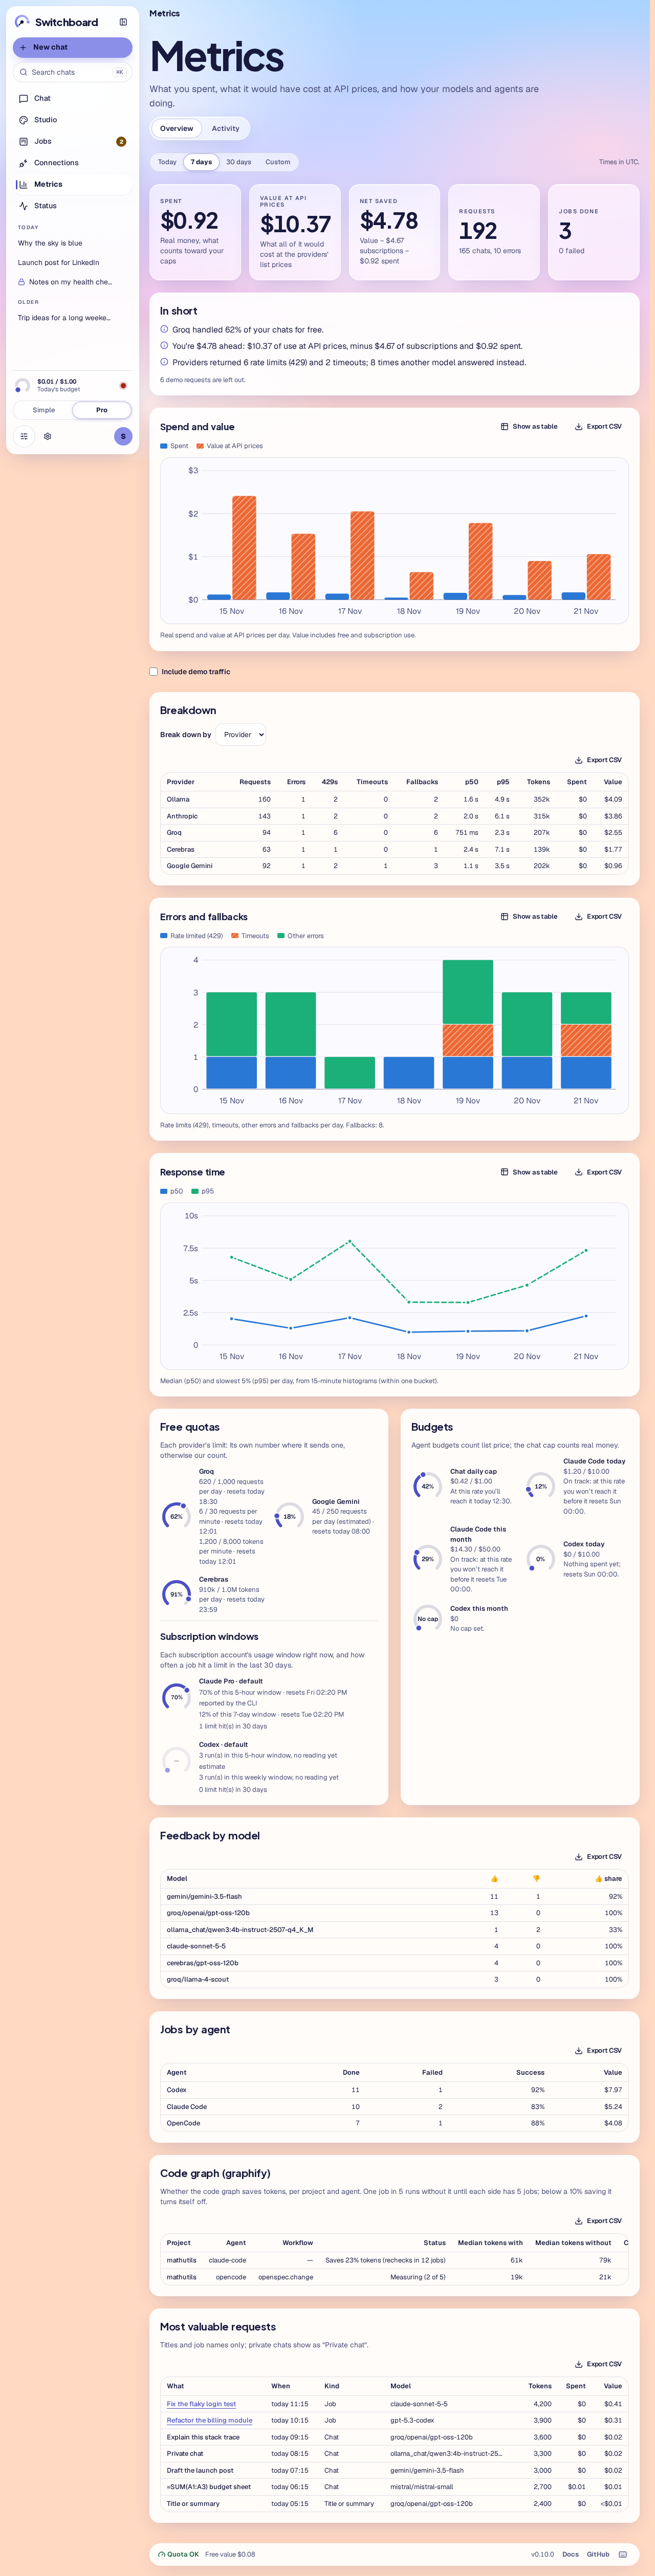 Switchboard
New chat
Search chats
⌘K
Chat
Studio
Jobs
2
Connections
Metrics
Status
TODAY
Why the sky is blue
Launch post for LinkedIn
Notes on my health che...
OLDER
Trip ideas for a long weeke...
$0.01 / $1.00
Today's budget
Simple
Pro
S
Metrics
Metrics
What you spent, what it would have cost at API prices, and how your models and agents are
doing.
Overview
Activity
Today
7 days
30 days
Custom
Times in UTC.
SPENT
$0.92
Real money, what
counts toward your
caps
VALUE AT API
PRICES
$10.37
What all of it would
cost at the providers'
list prices
NET SAVED
$4.78
Value − $4.67
subscriptions −
$0.92 spent
REQUESTS
192
165 chats, 10 errors
JOBS DONE
3
0 failed
In short
Groq handled 62% of your chats for free.
You're $4.78 ahead: $10.37 of use at API prices, minus $4.67 of subscriptions and $0.92 spent.
Providers returned 6 rate limits (429) and 2 timeouts; 8 times another model answered instead.
6 demo requests are left out.
Spend and value
Show as table
Export CSV
Spent
Value at API prices
$3
$2
$1
$0
15 Nov
16 Nov
17 Nov
18 Nov
19 Nov
20 Nov
21 Nov
Real spend and value at API prices per day. Value includes free and subscription use.
Include demo traffic
Breakdown
Break down by
Provider
Export CSV
Provider Requests Errors 429s Timeouts Fallbacks p50 p95 Tokens Spent Value
Ollama 160 1 2 0 2 1.6 s 4.9 s 352k $0 $4.09
Anthropic 143 1 2 0 2 2.0 s 6.1 s 315k $0 $3.86
Groq 94 1 6 0 6 751 ms 2.3 s 207k $0 $2.55
Cerebras 63 1 1 0 1 2.4 s 7.1 s 139k $0 $1.77
Google Gemini 92 1 2 1 3 1.1 s 3.5 s 202k $0 $0.96
Errors and fallbacks
Show as table
Export CSV
Rate limited (429)
Timeouts
Other errors
4
3
2
1
0
15 Nov
16 Nov
17 Nov
18 Nov
19 Nov
20 Nov
21 Nov
Rate limits (429), timeouts, other errors and fallbacks per day. Fallbacks: 8.
Response time
Show as table
Export CSV
p50
p95
10s
7.5s
5s
2.5s
0
15 Nov
16 Nov
17 Nov
18 Nov
19 Nov
20 Nov
21 Nov
Median (p50) and slowest 5% (p95) per day, from 15-minute histograms (within one bucket).
Free quotas
Each provider's limit: its own number where it sends one,
otherwise our count.
62%
Groq
620 / 1,000 requests
per day · resets today
18:30
6 / 30 requests per
minute · resets today
12:01
1,200 / 8,000 tokens
per minute · resets
today 12:01
18%
Google Gemini
45 / 250 requests
per day (estimated) ·
resets today 08:00
91%
Cerebras
910k / 1.0M tokens
per day · resets today
23:59
Subscription windows
Each subscription account's usage window right now, and how
often a job hit a limit in the last 30 days.
70%
Claude Pro · default
70% of this 5-hour window · resets Fri 02:20 PM
reported by the CLI
12% of this 7-day window · resets Tue 02:20 PM
1 limit hit(s) in 30 days
—
Codex · default
3 run(s) in this 5-hour window, no reading yet
estimate
3 run(s) in this weekly window, no reading yet
0 limit hit(s) in 30 days
Budgets
Agent budgets count list price; the chat cap counts real money.
42%
Chat daily cap
$0.42 / $1.00
At this rate you'll
reach it today 12:30.
12%
Claude Code today
$1.20 / $10.00
On track: at this rate
you won't reach it
before it resets Sun
00:00.
29%
Claude Code this
month
$14.30 / $50.00
On track: at this rate
you won't reach it
before it resets Tue
00:00.
0%
Codex today
$0 / $10.00
Nothing spent yet;
resets Sun 00:00.
No cap
Codex this month
$0
No cap set.
Feedback by model
Export CSV
Model 👍 👎 👍 share
gemini/gemini-3.5-flash 11 1 92%
groq/openai/gpt-oss-120b 13 0 100%
ollama_chat/qwen3:4b-instruct-2507-q4_K_M 1 2 33%
claude-sonnet-5-5 4 0 100%
cerebras/gpt-oss-120b 4 0 100%
groq/llama-4-scout 3 0 100%
Jobs by agent
Export CSV
Agent Done Failed Success Value
Codex 11 1 92% $7.97
Claude Code 10 2 83% $5.24
OpenCode 7 1 88% $4.08
Code graph (graphify)
Whether the code graph saves tokens, per project and agent. One job in 5 runs without it until each side has 5 jobs; below a 10% saving it
turns itself off.
Export CSV
Project Agent Workflow Status Median tokens with Median tokens without C
mathutils claude-code — Saves 23% tokens (rechecks in 12 jobs) 61k 79k
mathutils opencode openspec.change Measuring (2 of 5) 19k 21k
Most valuable requests
Titles and job names only; private chats show as "Private chat".
Export CSV
What When Kind Model Tokens Spent Value
Fix the flaky login test today 11:15 Job claude-sonnet-5-5 4,200 $0 $0.41
Refactor the billing module today 10:15 Job gpt-5.3-codex 3,900 $0 $0.31
Explain this stack trace today 09:15 Chat groq/openai/gpt-oss-120b 3,600 $0 $0.02
Private chat today 08:15 Chat ollama_chat/qwen3:4b-instruct-25... 3,300 $0 $0.02
Draft the launch post today 07:15 Chat gemini/gemini-3.5-flash 3,000 $0 $0.02
=SUM(A1:A3) budget sheet today 06:15 Chat mistral/mistral-small 2,700 $0.01 $0.01
Title or summary today 05:15 Title or summary groq/openai/gpt-oss-120b 2,400 $0 <$0.01
Quota OK
Free value $0.08
v0.10.0
Docs
GitHub